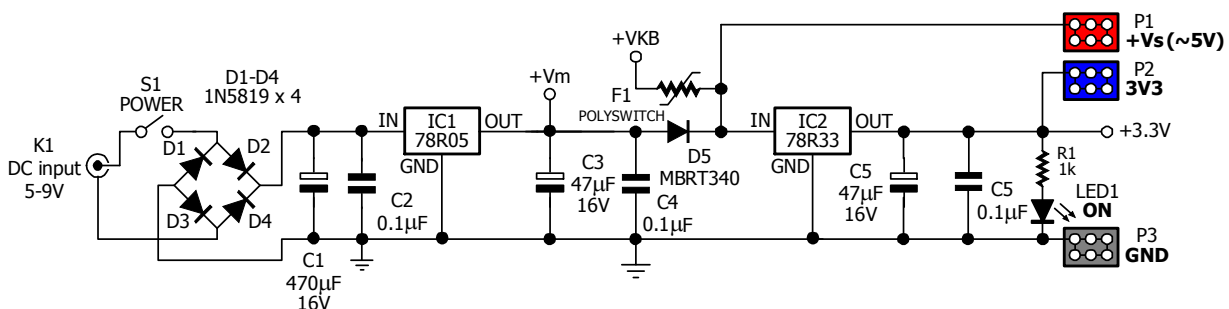 K1
DC input
5-9V
S1
POWER
D1-D4
1N5819 x 4
D1
D2
D3
D4
C1
470µF
16V
C2
0.1µF
IN
IC1
78R05
OUT
GND
+Vm
C3
47µF
16V
C4
0.1µF
+VKB
F1
POLYSWITCH
D5
MBRT340
IN
IC2
78R33
OUT
GND
C5
47µF
16V
C5
0.1µF
R1
1k
LED1
ON
+3.3V
P1
+Vs(~5V)
P2
3V3
P3
GND